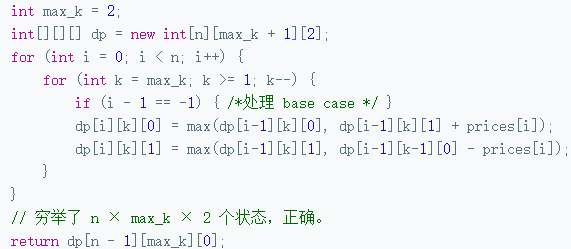 int max_k = 2;
int[][][] dp = new int[n][max_k + 1][2];
for (int i = 0; i < n; i++) {
    for (int k = max_k; k >= 1; k--) {
        if (i - 1 == -1) { /*处理 base case */ }
        dp[i][k][0] = max(dp[i-1][k][0], dp[i-1][k][1] + prices[i]);
        dp[i][k][1] = max(dp[i-1][k][1], dp[i-1][k-1][0] - prices[i]);
    }
}
// 穷举了 n × max_k × 2 个状态，正确。
return dp[n - 1][max_k][0];